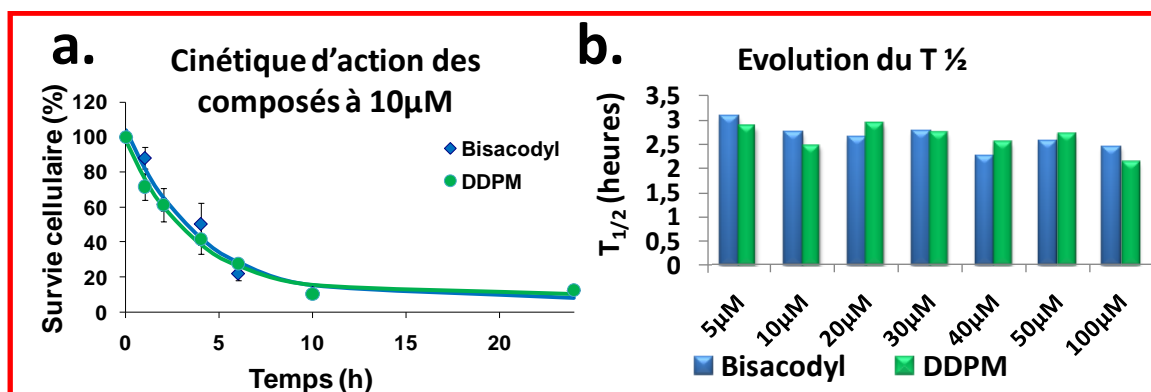 a.
Cinétique d'action des
composés à 10µM
Survie cellulaire (%)
120
100
80
60
40
20
0
0 5 10 15 20
Temps (h)
Bisacodyl
DDPM
b.
Evolution du T ½
T1/2 (heures)
3,5
3
2,5
2
1,5
1
0,5
0
5µM 10µM 20µM 30µM 40µM 50µM 100µM
Bisacodyl DDPM